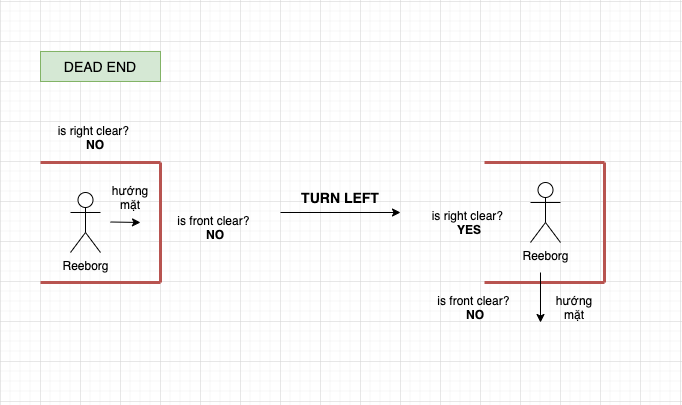 DEAD END
is right clear?
NO
hướng
mặt
is front clear?
NO
Reeborg
TURN LEFT
is right clear?
YES
Reeborg
is front clear?
NO
hướng
mặt